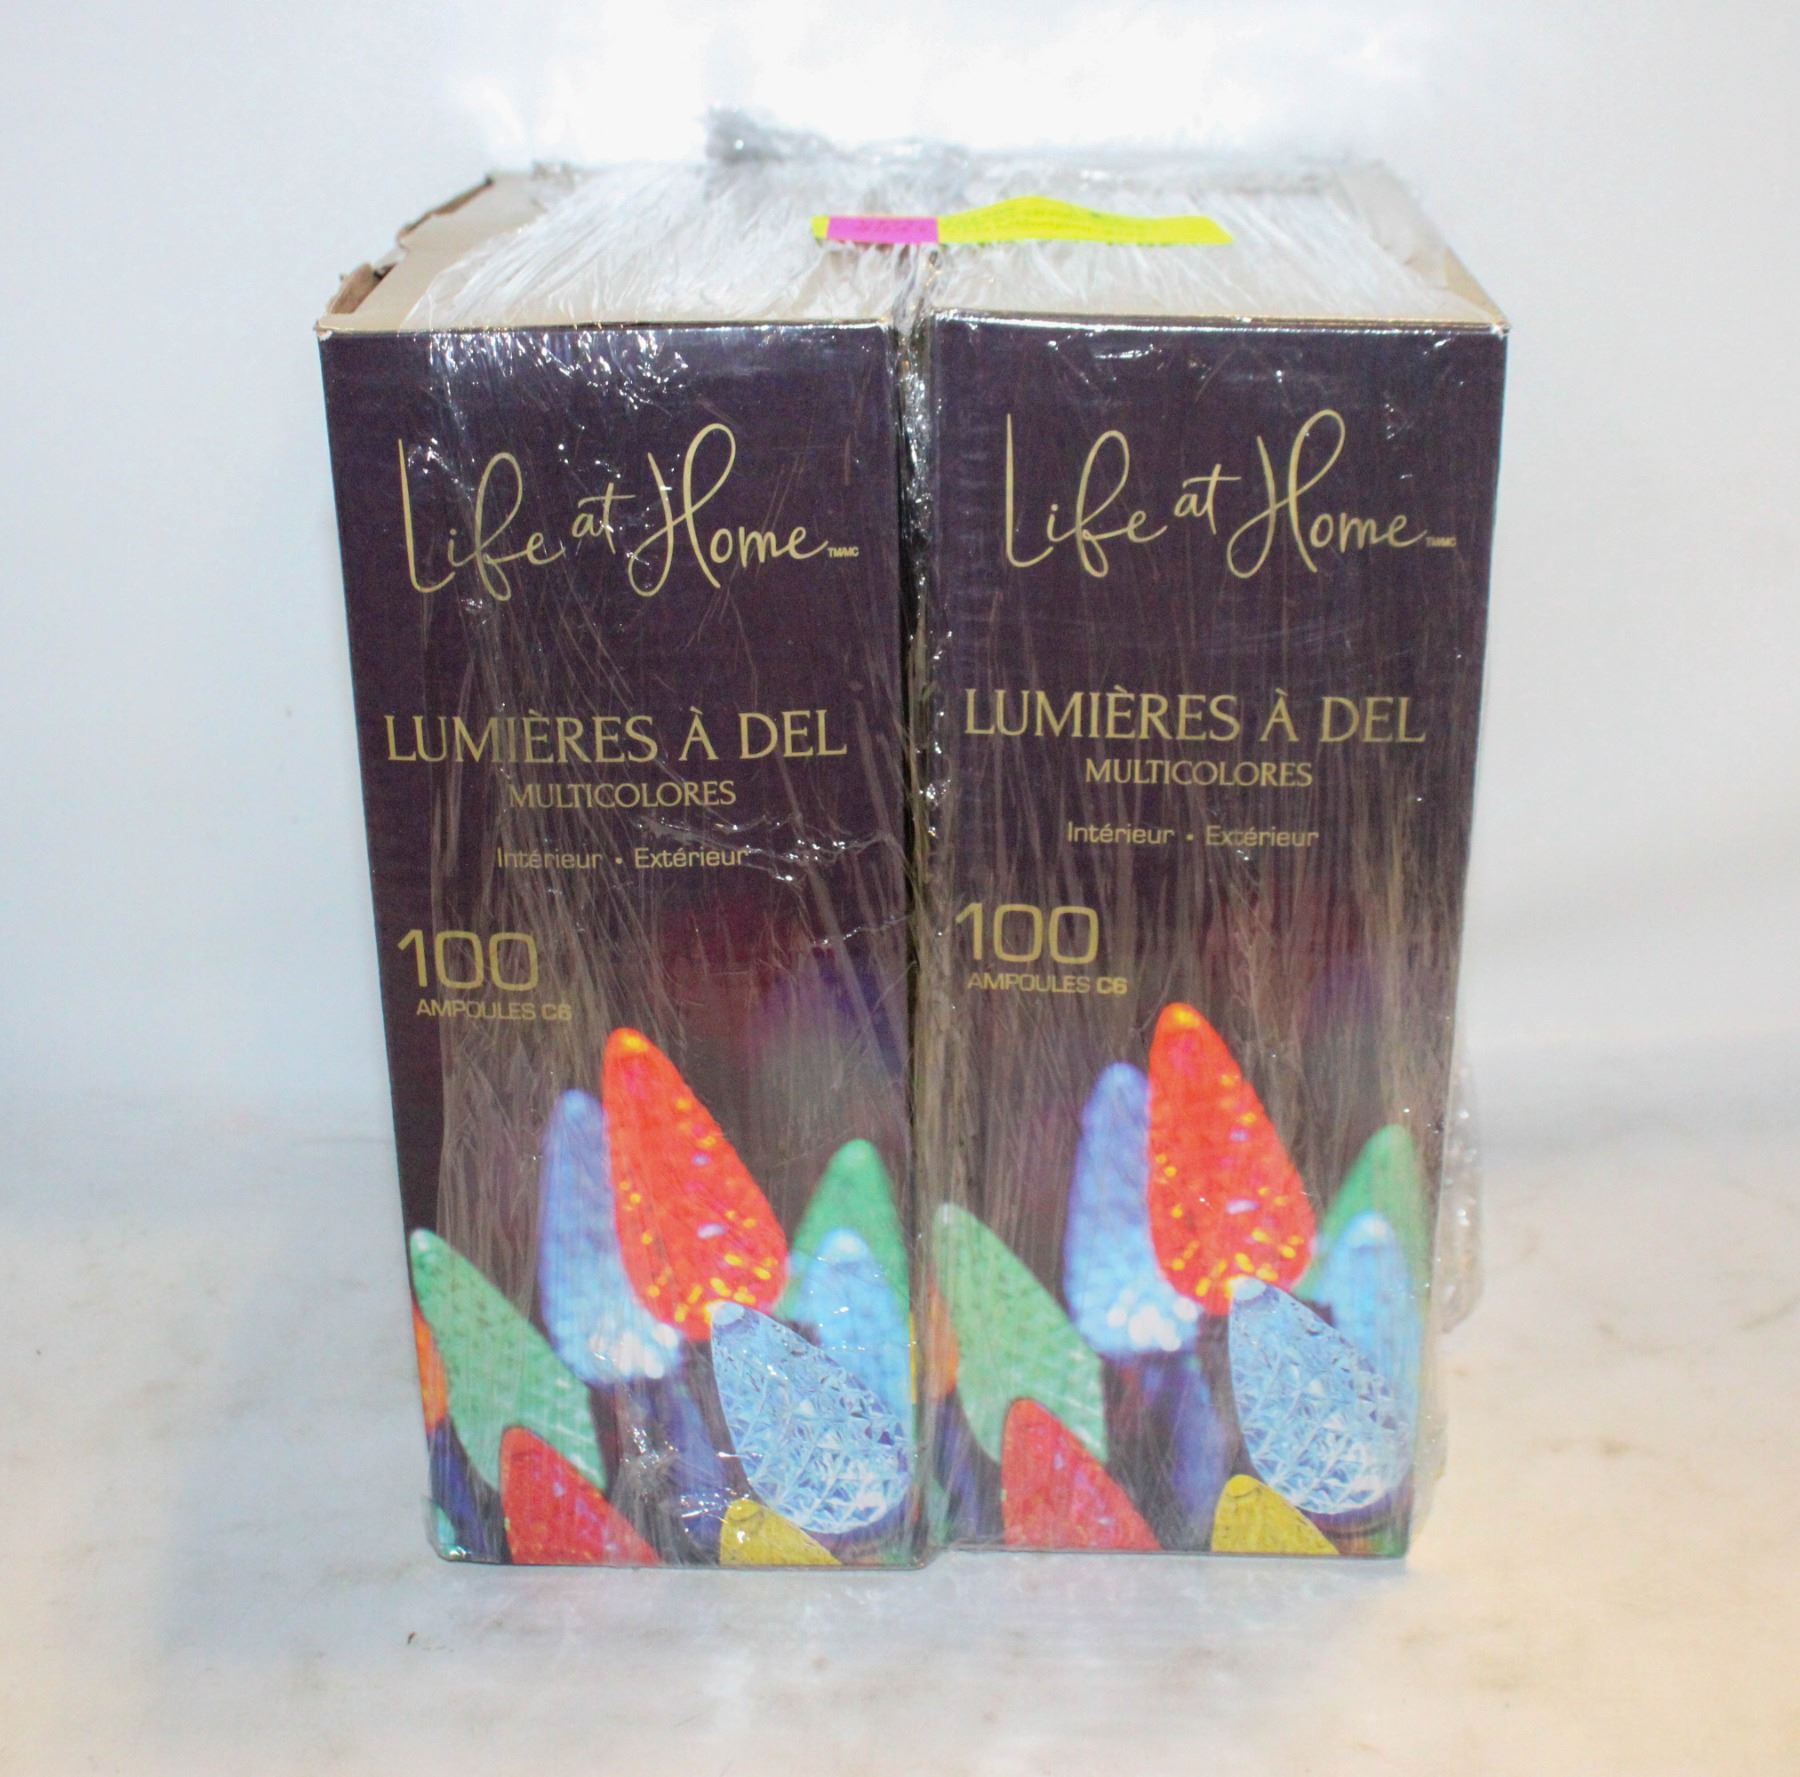 Life at Home TM/MC
LUMIÈRES À DEL
MULTICOLORES
Intérieur • Extérieur
100
AMPOULES C6
Life at Home TM/MC
LUMIÈRES À DEL
MULTICOLORES
Intérieur • Extérieur
100
AMPOULES C6